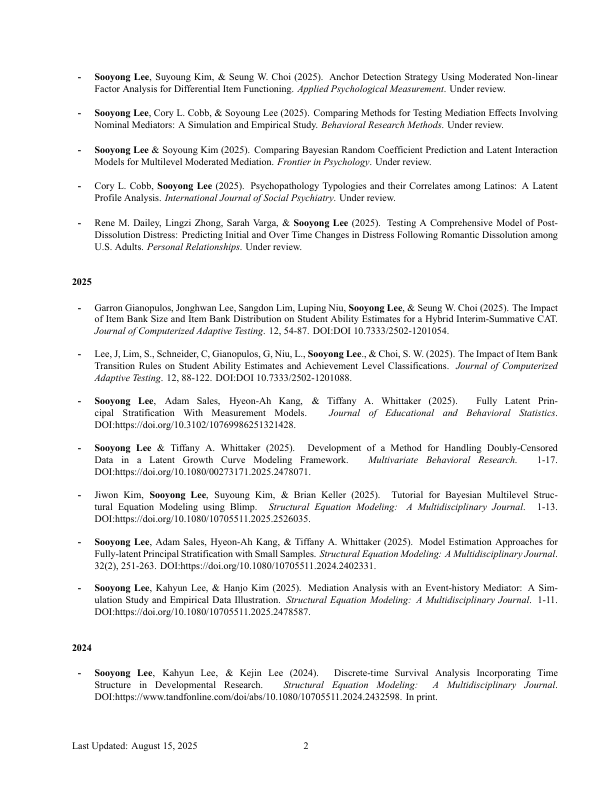 - Sooyong Lee, Suyoung Kim, & Seung W. Choi (2025). Anchor Detection Strategy Using Moderated Non-linear
Factor Analysis for Differential Item Functioning. Applied Psychological Measurement. Under review.
- Sooyong Lee, Cory L. Cobb, & Soyoung Lee (2025). Comparing Methods for Testing Mediation Effects Involving
Nominal Mediators: A Simulation and Empirical Study. Behavioral Research Methods. Under review.
- Sooyong Lee & Soyoung Kim (2025). Comparing Bayesian Random Coefficient Prediction and Latent Interaction
Models for Multilevel Moderated Mediation. Frontier in Psychology. Under review.
- Cory L. Cobb, Sooyong Lee (2025). Psychopathology Typologies and their Correlates among Latinos: A Latent
Profile Analysis. International Journal of Social Psychiatry. Under review.
- Rene M. Dailey, Lingzi Zhong, Sarah Varga, & Sooyong Lee (2025). Testing A Comprehensive Model of Post-
Dissolution Distress: Predicting Initial and Over Time Changes in Distress Following Romantic Dissolution among
U.S. Adults. Personal Relationships. Under review.
2025
- Garron Gianopulos, Jonghwan Lee, Sangdon Lim, Luping Niu, Sooyong Lee, & Seung W. Choi (2025). The Impact
of Item Bank Size and Item Bank Distribution on Student Ability Estimates for a Hybrid Interim-Summative CAT.
Journal of Computerized Adaptive Testing. 12, 54-87. DOI:DOI 10.7333/2502-1201054.
- Lee, J, Lim, S., Schneider, C, Gianopulos, G, Niu, L., Sooyong Lee., & Choi, S. W. (2025). The Impact of Item Bank
Transition Rules on Student Ability Estimates and Achievement Level Classifications. Journal of Computerized
Adaptive Testing. 12, 88-122. DOI:DOI 10.7333/2502-1201088.
- Sooyong Lee, Adam Sales, Hyeon-Ah Kang, & Tiffany A. Whittaker (2025). Fully Latent Prin-
cipal Stratification With Measurement Models. Journal of Educational and Behavioral Statistics.
DOI:https://doi.org/10.3102/10769986251321428.
- Sooyong Lee & Tiffany A. Whittaker (2025). Development of a Method for Handling Doubly-Censored
Data in a Latent Growth Curve Modeling Framework. Multivariate Behavioral Research. 1-17.
DOI:https://doi.org/10.1080/00273171.2025.2478071.
- Jiwon Kim, Sooyong Lee, Suyoung Kim, & Brian Keller (2025). Tutorial for Bayesian Multilevel Struc-
tural Equation Modeling using Blimp. Structural Equation Modeling: A Multidisciplinary Journal. 1-13.
DOI:https://doi.org/10.1080/10705511.2025.2526035.
- Sooyong Lee, Adam Sales, Hyeon-Ah Kang, & Tiffany A. Whittaker (2025). Model Estimation Approaches for
Fully-latent Principal Stratification with Small Samples. Structural Equation Modeling: A Multidisciplinary Journal.
32(2), 251-263. DOI:https://doi.org/10.1080/10705511.2024.2402331.
- Sooyong Lee, Kahyun Lee, & Hanjo Kim (2025). Mediation Analysis with an Event-history Mediator: A Sim-
ulation Study and Empirical Data Illustration. Structural Equation Modeling: A Multidisciplinary Journal. 1-11.
DOI:https://doi.org/10.1080/10705511.2025.2478587.
2024
- Sooyong Lee, Kahyun Lee, & Kejin Lee (2024). Discrete-time Survival Analysis Incorporating Time
Structure in Developmental Research. Structural Equation Modeling: A Multidisciplinary Journal.
DOI:https://www.tandfonline.com/doi/abs/10.1080/10705511.2024.2432598. In print.
Last Updated: August 15, 2025 2